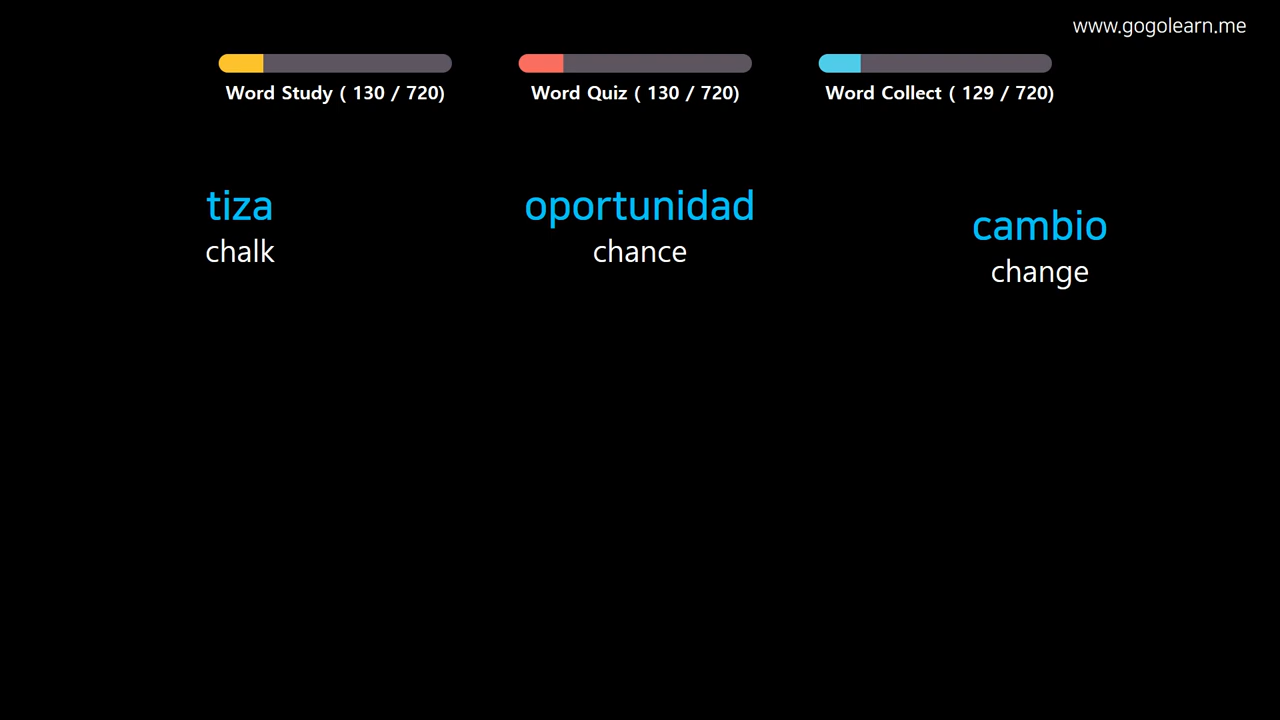 www.gogolearn.me
Word Study ( 130 / 720)
Word Quiz ( 130 / 720)
Word Collect ( 129 / 720)
tiza
chalk
oportunidad
chance
cambio
change